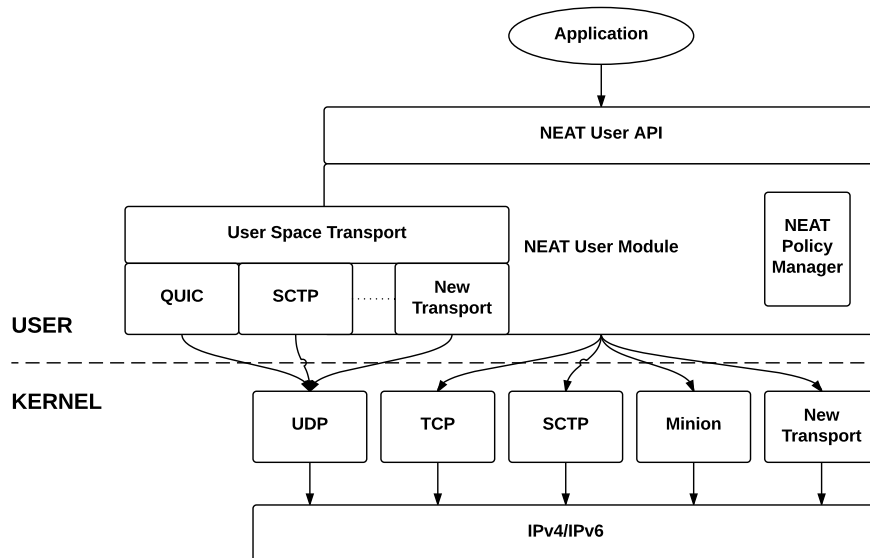 Application
NEAT User API
User Space Transport
NEAT User Module
NEAT
Policy
Manager
QUIC
SCTP
New
Transport
USER
KERNEL
UDP
TCP
SCTP
Minion
New
Transport
IPv4/IPv6